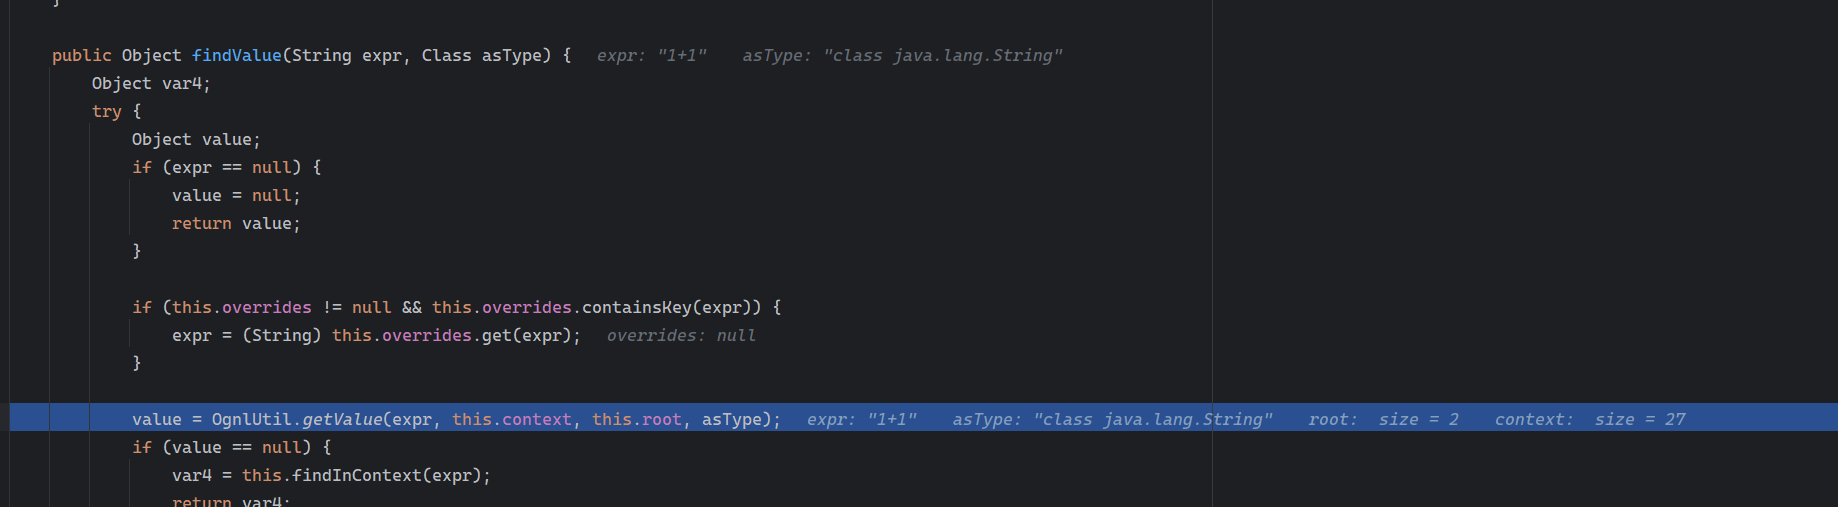 }
public Object findValue(String expr, Class asType) {   expr: "1+1"    asType: "class java.lang.String"
    Object var4;
    try {
        Object value;
        if (expr == null) {
            value = null;
            return value;
        }
        if (this.overrides != null && this.overrides.containsKey(expr)) {
            expr = (String) this.overrides.get(expr);   overrides: null
        }
        value = OgnlUtil.getValue(expr, this.context, this.root, asType);   expr: "1+1"    asType: "class java.lang.String"    root:  size = 2    context:  size = 27
        if (value == null) {
            var4 = this.findInContext(expr);
            return var4;